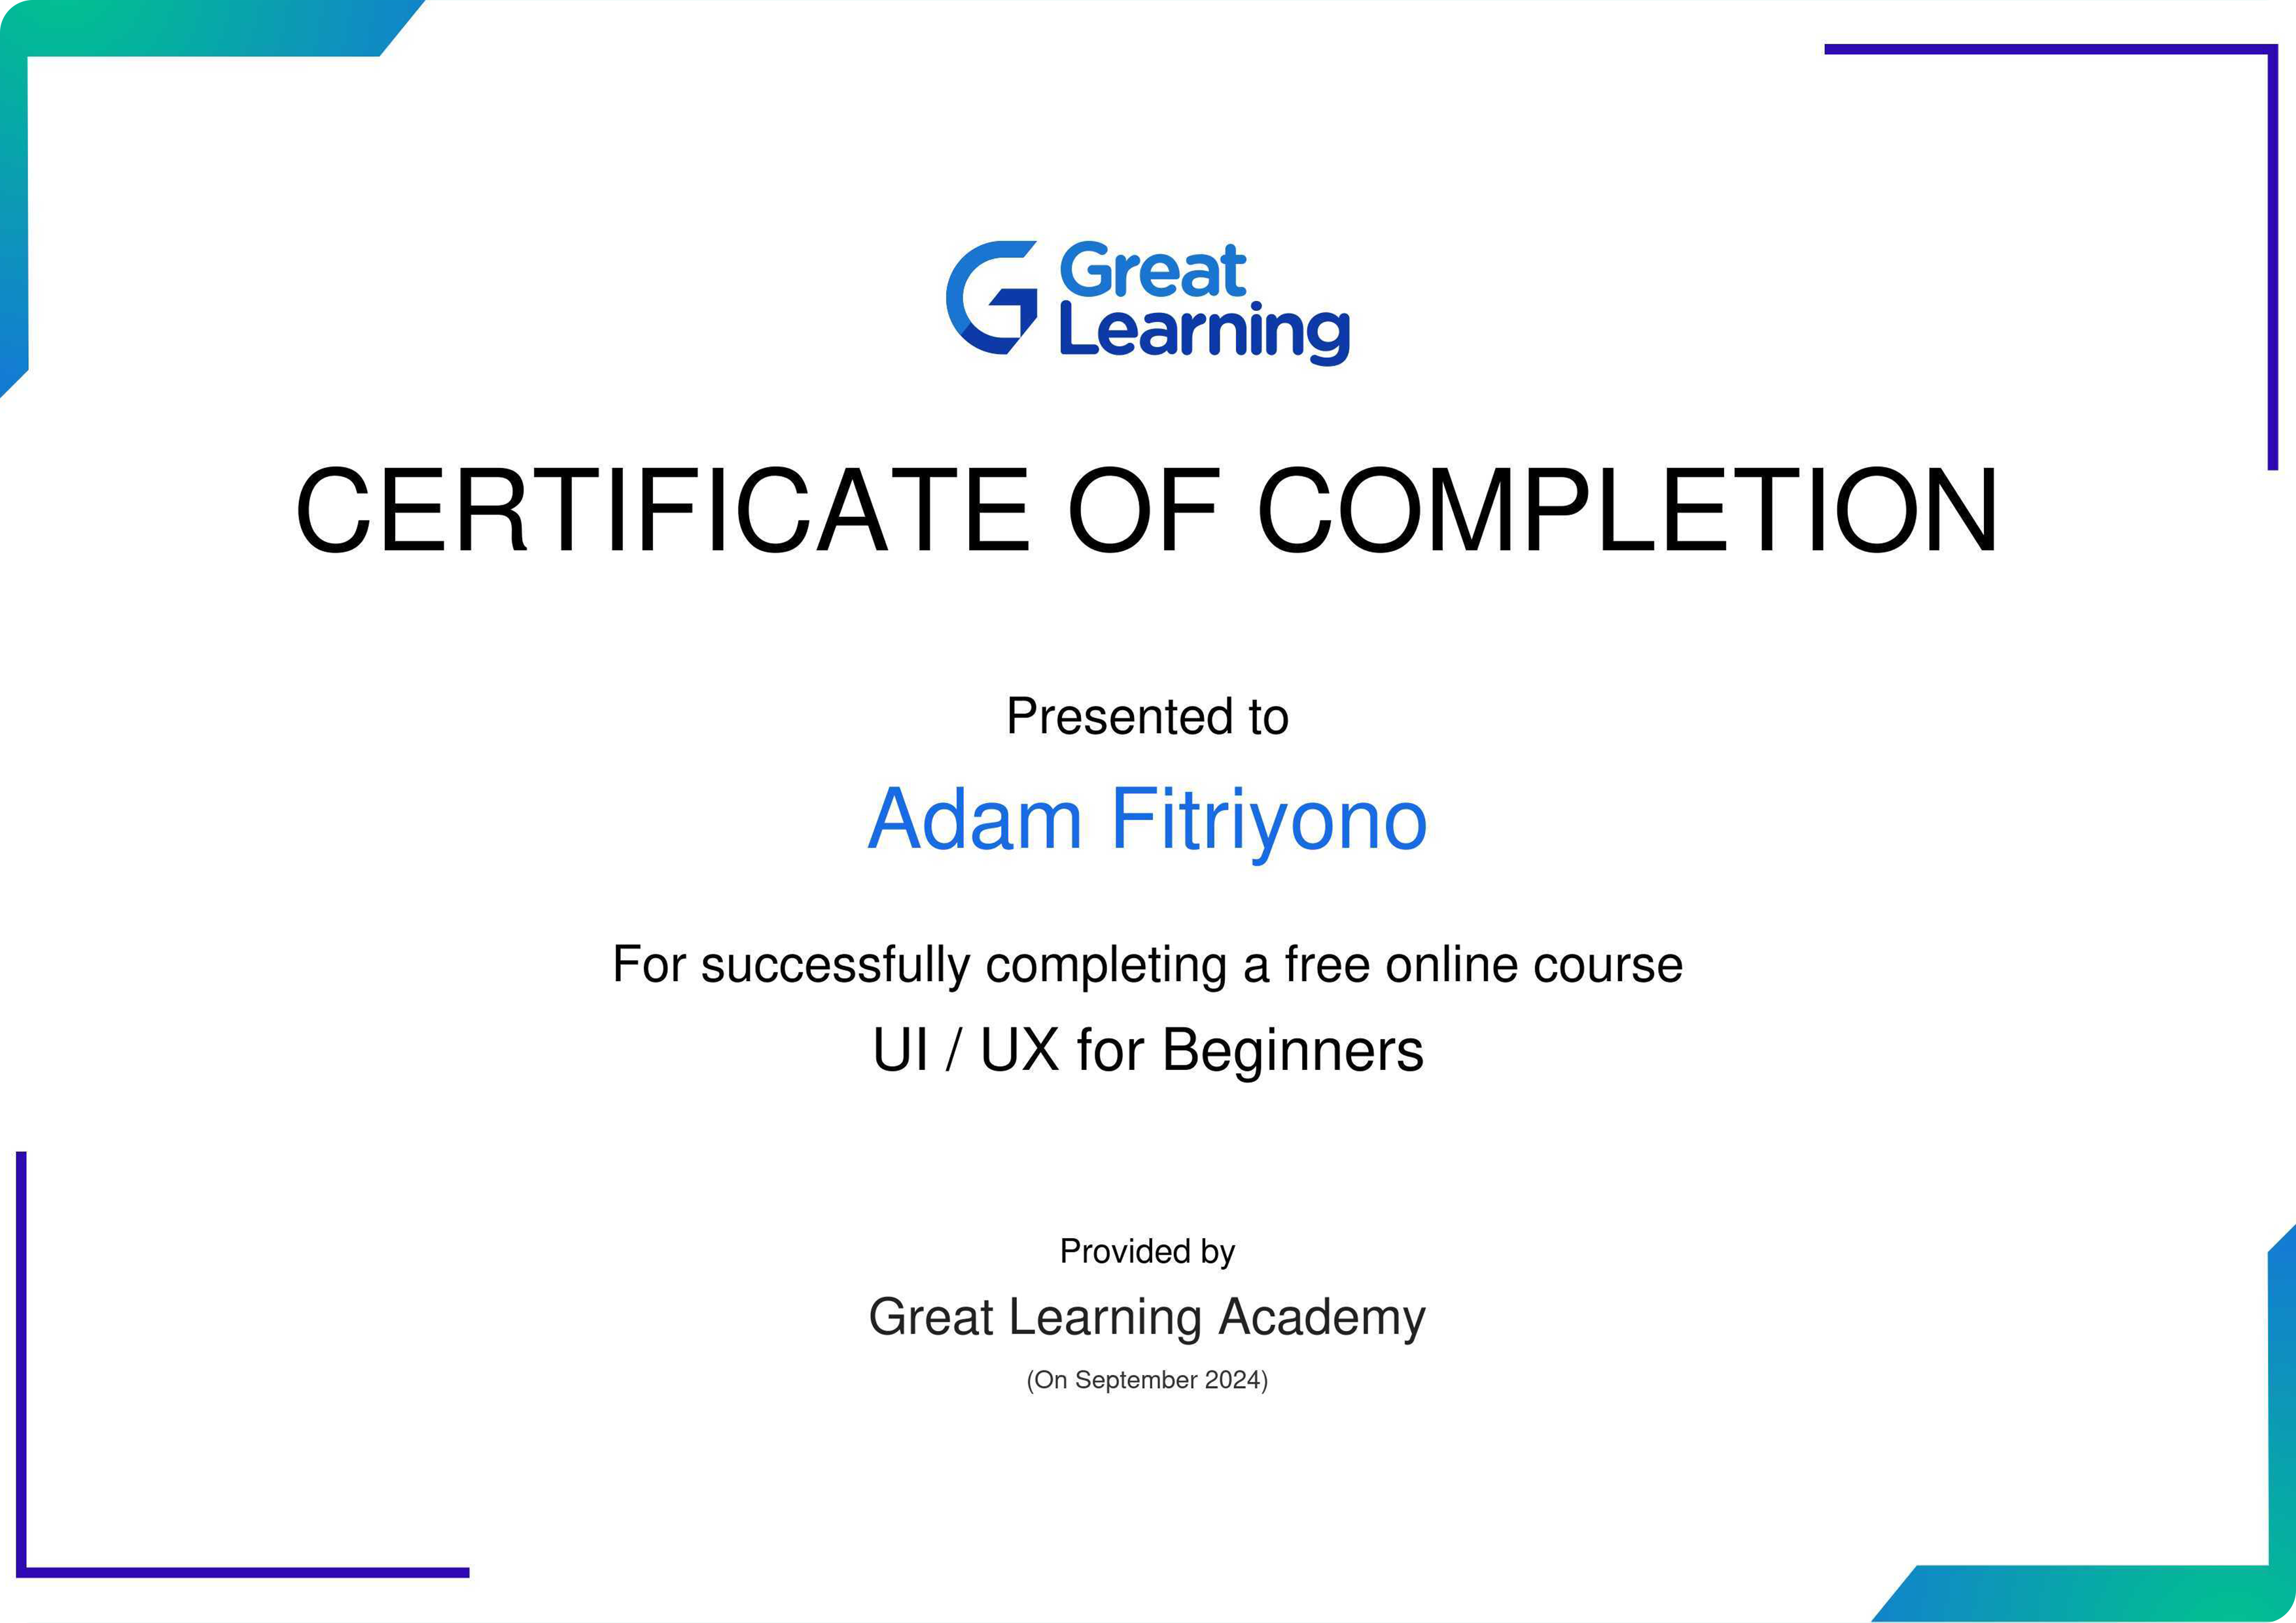 Great
Learning
CERTIFICATE OF COMPLETION
Presented to
Adam Fitriyono
For successfully completing a free online course
UI / UX for Beginners
Provided by
Great Learning Academy
(On September 2024)